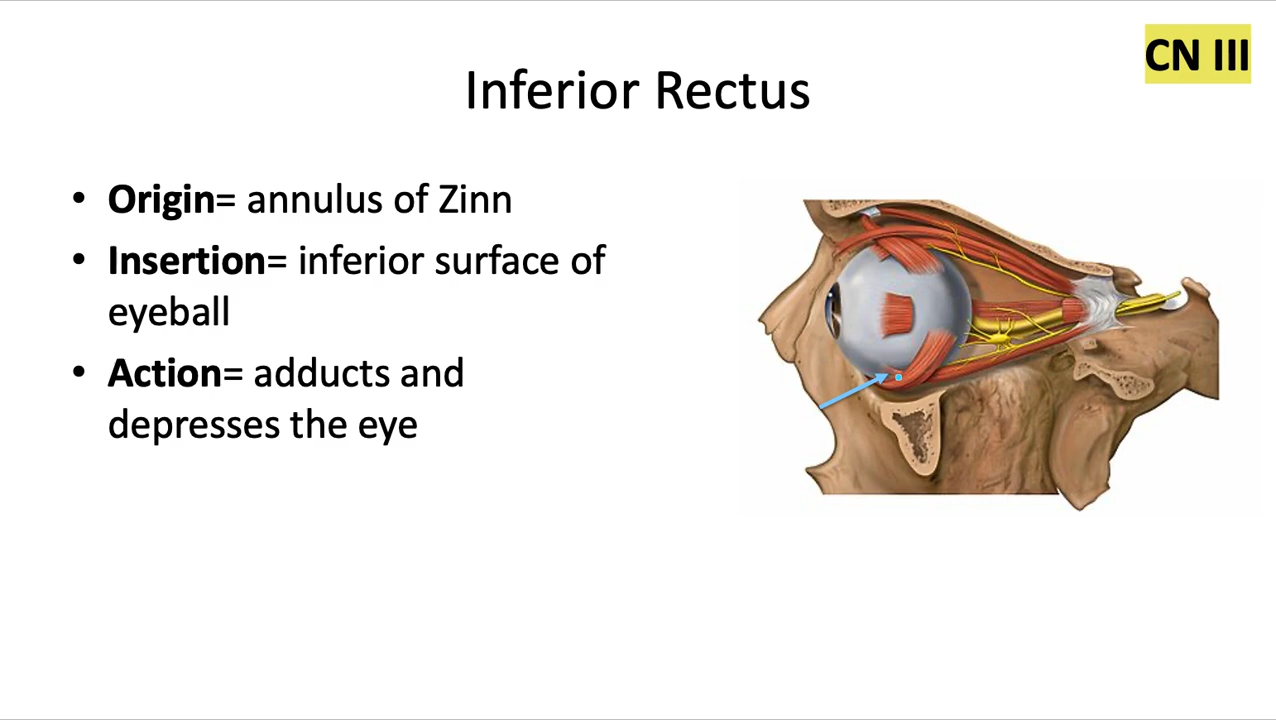 CN III
Inferior Rectus
• Origin= annulus of Zinn
• Insertion= inferior surface of
eyeball
• Action= adducts and
depresses the eye